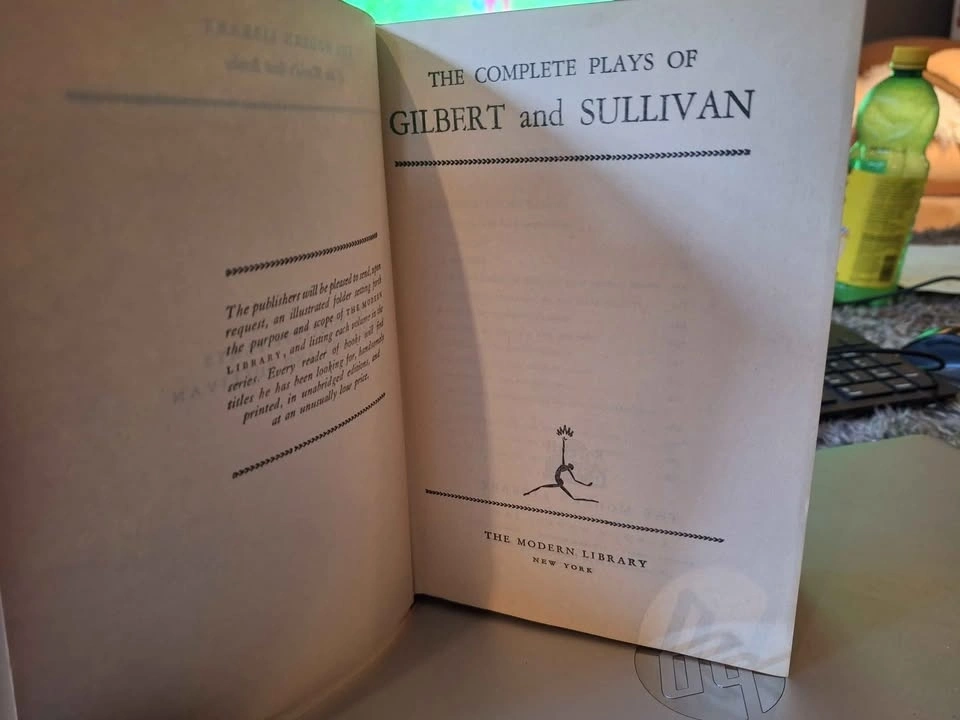 The publishers will be pleased to send, upon
request, an illustrated folder setting forth
the purpose and scope of THE MODERN
LIBRARY, and listing each volume in the
series. Every reader of books will find
titles he has been looking for, handsomely
printed, in unabridged editions, and
at an unusually low price.
THE COMPLETE PLAYS OF
GILBERT and SULLIVAN
THE MODERN LIBRARY
NEW YORK